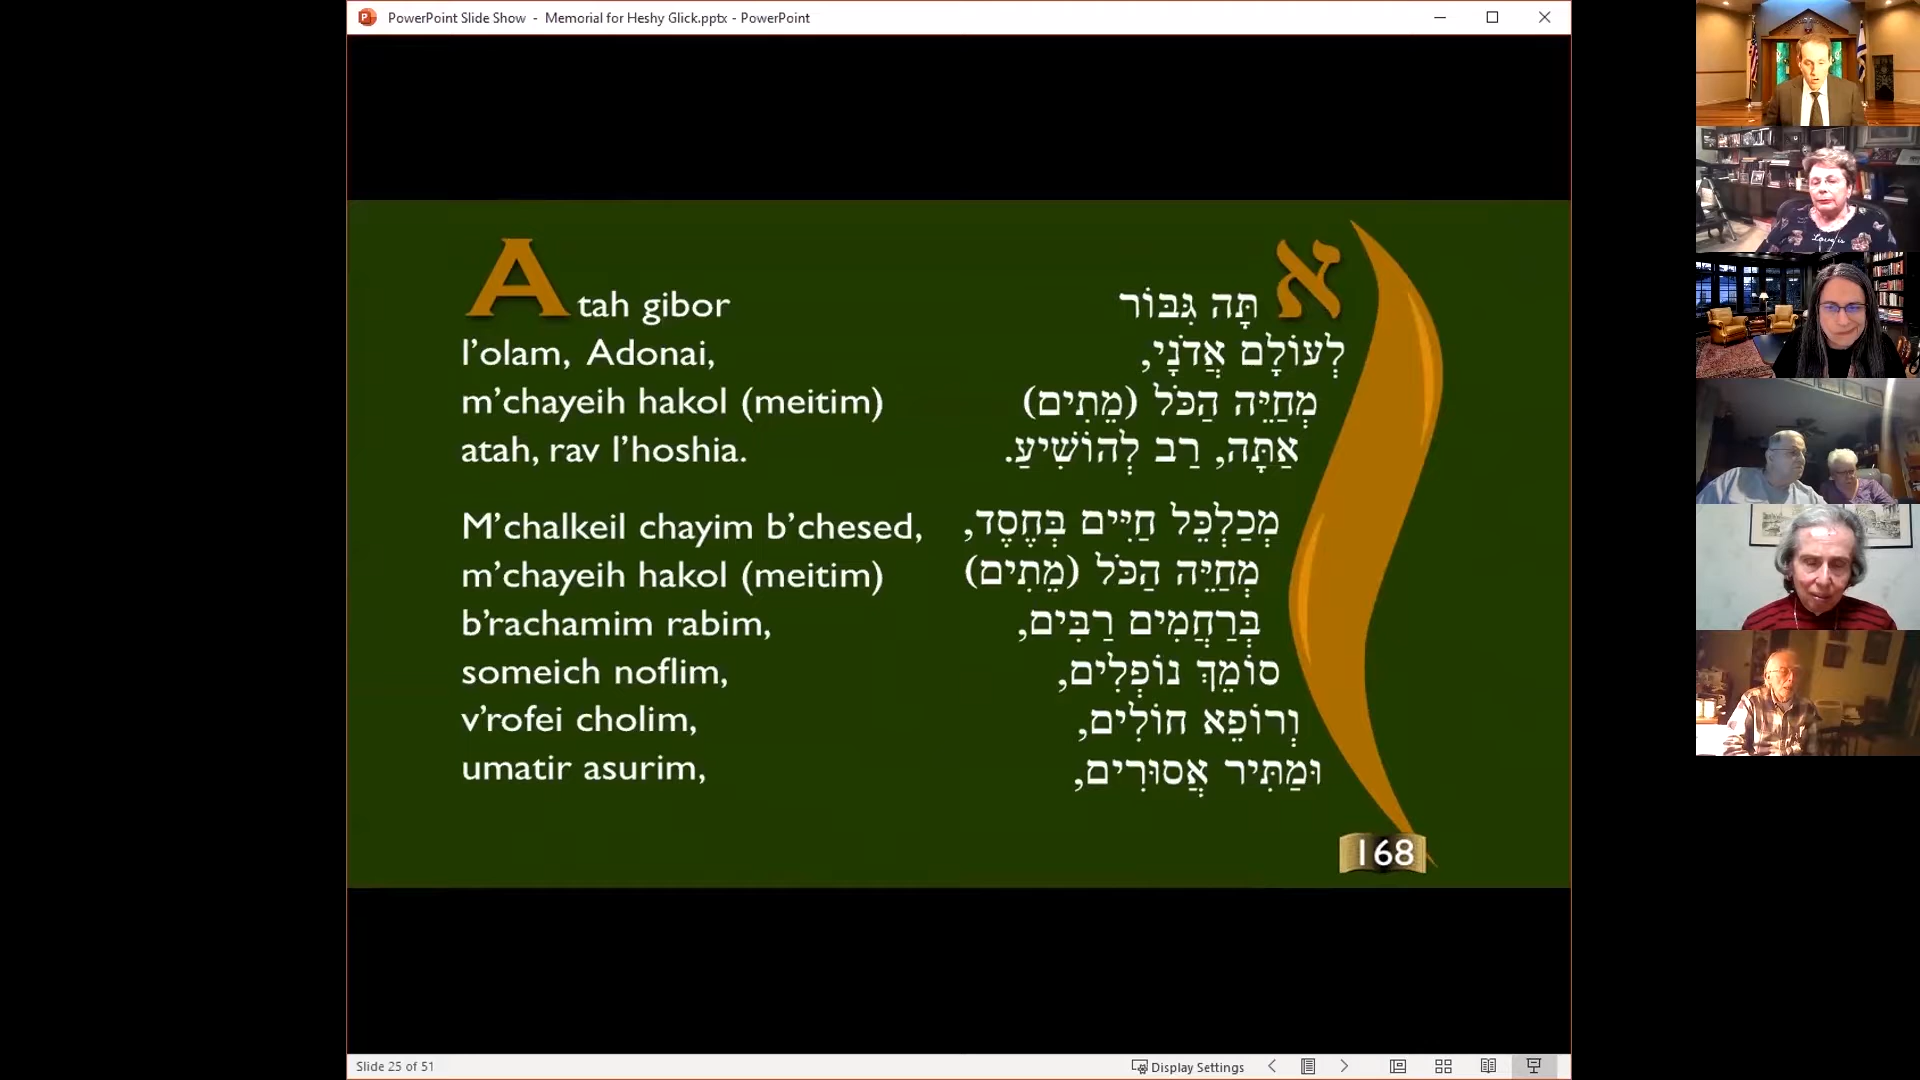 PowerPoint Slide Show - Memorial for Heshy Glick.pptx - PowerPoint
Atah gibor
l’olam, Adonai,
m’chayeih hakol (meitim)
atah, rav l’hoshia.
M’chalkeil chayim b’chesed,
m’chayeih hakol (meitim)
b’rachamim rabim,
someich noflim,
v’rofei cholim,
umatir asurim,
אתָּה גִּבּוֹר
לְעוֹלָם אֲדֹנָי,
מְחַיֵּה הַכֹּל (מֵתִים)
אַתָּה, רַב לְהוֹשִׁיעַ.
מְכַלְכֵּל חַיִּים בְּחֶסֶד,
מְחַיֵּה הַכֹּל (מֵתִים)
בְּרַחֲמִים רַבִּים,
סוֹמֵךְ נוֹפְלִים,
וְרוֹפֵא חוֹלִים,
וּמַתִּיר אֲסוּרִים,
168
Slide 25 of 51
Display Settings